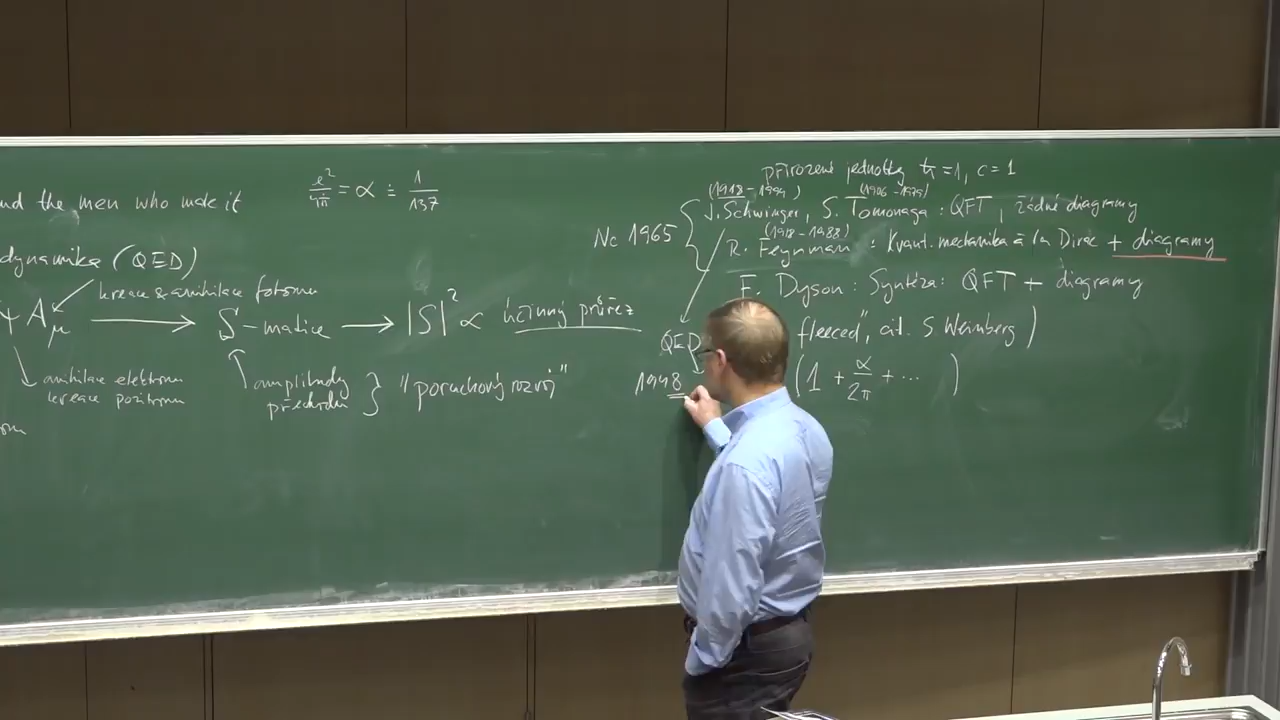 and the men who make it
e²/4π = α ≐ 1/137
dynamika (QED)
kreace & anihilace fotonu
ψ A_μ → S-matice → |S|² ∝ účinný průřez
anihilace elektronu
kreace pozitronu
amplitudy
přechodu } "poruchový rozvoj"
přirozené jednotky ħ=1, c=1
(1918-1994) (1906-1979)
J. Schwinger, S. Tomonaga: QFT, žádné diagramy
Nc 1965 {
(1918-1988)
R. Feynman: Kvant. mechanika à la Dirac + diagramy
F. Dyson: Syntéza: QFT + diagramy
QED fleeced", cit. S Weinberg)
1948 (1 + α/2π + ... )